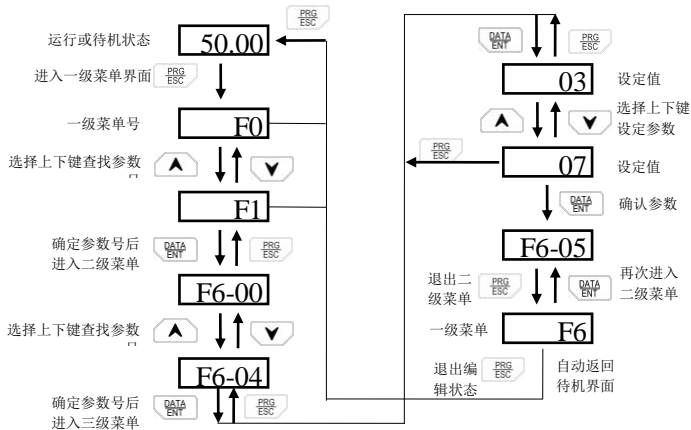 PRG
ESC
运行或待机状态
50.00
进入一级菜单界面
PRG
ESC
一级菜单号
F0
选择上下键查找参数
F1
确定参数号后
进入二级菜单
DATA
ENT
PRG
ESC
F6-00
选择上下键查找参数
F6-04
确定参数号后
进入三级菜单
DATA
ENT
PRG
ESC
DATA
ENT
PRG
ESC
03
设定值
选择上下键
设定参数
PRG
ESC
07
设定值
DATA
ENT
确认参数
F6-05
退出二
级菜单
PRG
ESC
DATA
ENT
再次进入
二级菜单
一级菜单
F6
退出编
辑状态
PRG
ESC
自动返回
待机界面